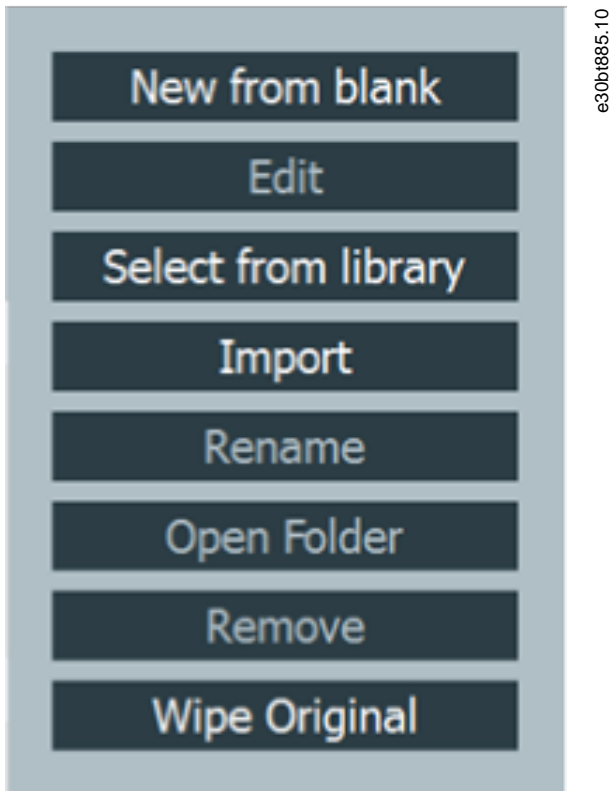 New from blank
Edit
Select from library
Import
Rename
Open Folder
Remove
Wipe Original
e30bt885.10